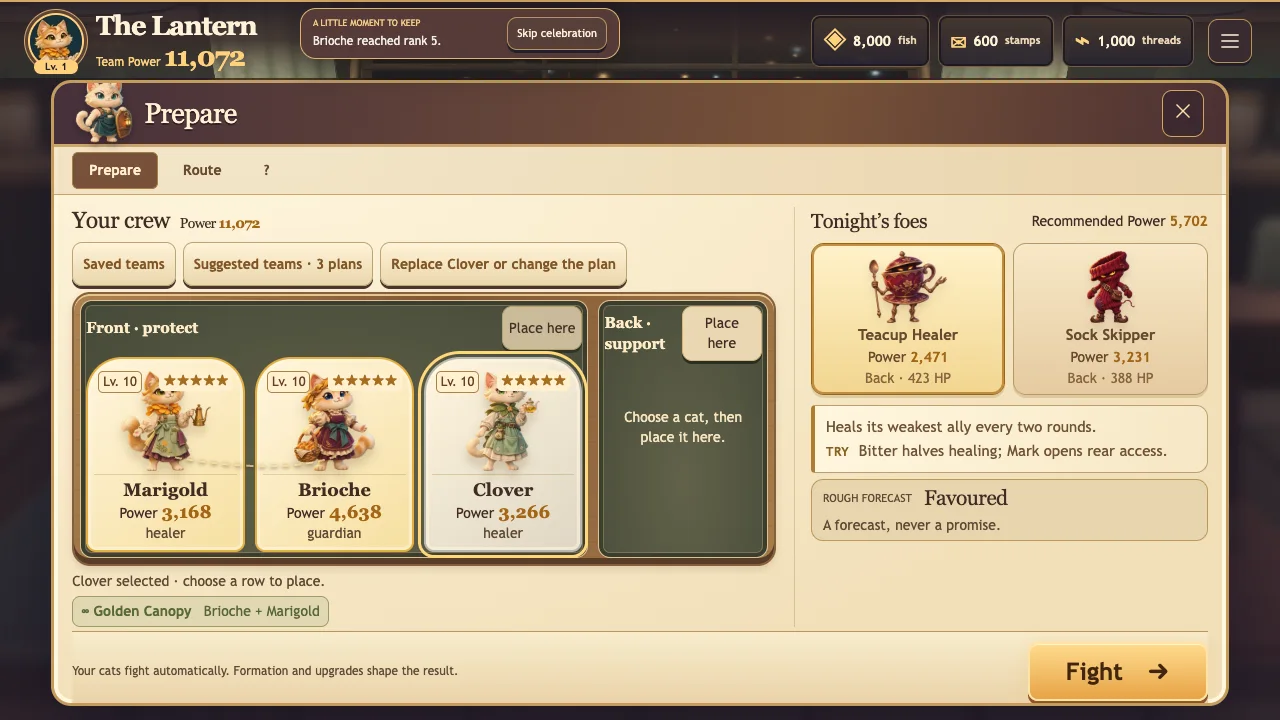 The Lantern
Team Power 11,072
Lv. 1
A LITTLE MOMENT TO KEEP
Brioche reached rank 5.
Skip celebration
8,000 fish
600 stamps
1,000 threads
Prepare
Prepare
Route
?
Your crew Power 11,072
Saved teams
Suggested teams · 3 plans
Replace Clover or change the plan
Front · protect
Place here
Lv. 10 ★★★★★
Marigold
Power 3,168
healer
Lv. 10 ★★★★★
Brioche
Power 4,638
guardian
Lv. 10 ★★★★★
Clover
Power 3,266
healer
Back ·
support
Place
here
Choose a cat, then
place it here.
Clover selected · choose a row to place.
∞ Golden Canopy Brioche + Marigold
Tonight’s foes
Recommended Power 5,702
Teacup Healer
Power 2,471
Back · 423 HP
Sock Skipper
Power 3,231
Back · 388 HP
Heals its weakest ally every two rounds.
TRY Bitter halves healing; Mark opens rear access.
ROUGH FORECAST Favoured
A forecast, never a promise.
Your cats fight automatically. Formation and upgrades shape the result.
Fight →